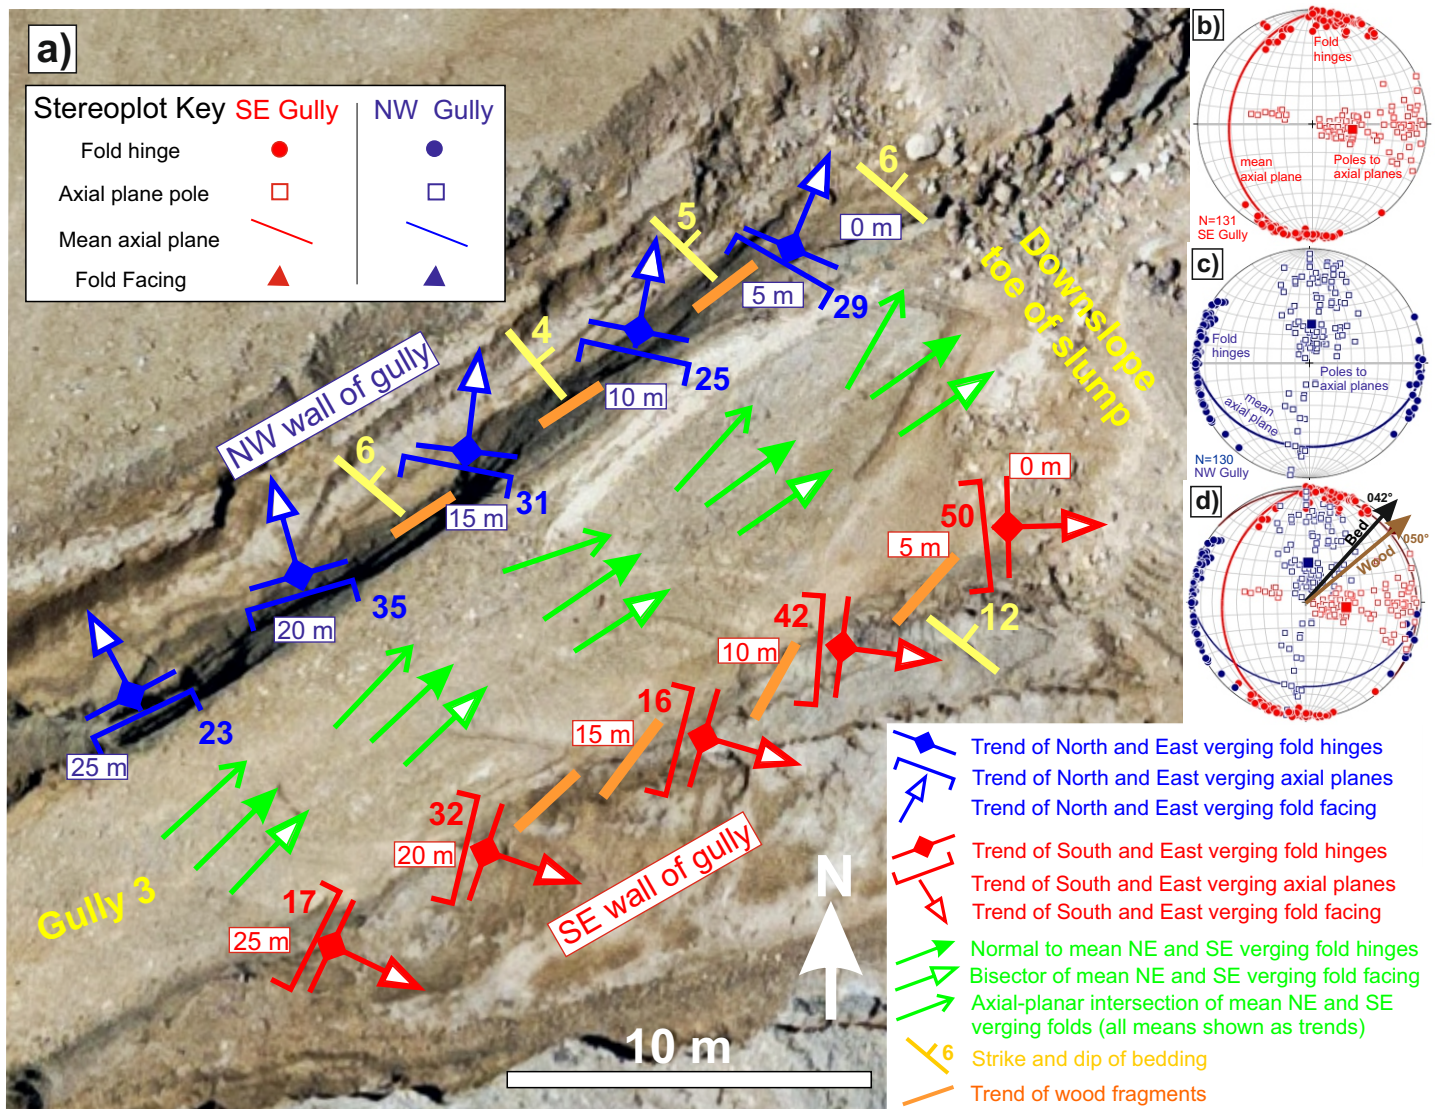 a)
Stereoplot Key SE Gully NW Gully
Fold hinge
Axial plane pole
Mean axial plane
Fold Facing
NW wall of gully
Downslope
toe of slump
6
5
4
6
0 m
5 m
10 m
15 m
20 m
25 m
29
25
31
35
23
0 m
5 m
10 m
15 m
20 m
25 m
50
42
16
32
17
12
Gully 3
SE wall of gully
N
10 m
b)
Fold
hinges
mean
axial plane
Poles to
axial planes
N=131
SE Gully
c)
Fold
hinges
Poles to
axial planes
mean
axial plane
N=130
NW Gully
d)
042°
Bed
050°
Wood
Trend of North and East verging fold hinges
Trend of North and East verging axial planes
Trend of North and East verging fold facing
Trend of South and East verging fold hinges
Trend of South and East verging axial planes
Trend of South and East verging fold facing
Normal to mean NE and SE verging fold hinges
Bisector of mean NE and SE verging fold facing
Axial-planar intersection of mean NE and SE
verging folds (all means shown as trends)
6 Strike and dip of bedding
Trend of wood fragments